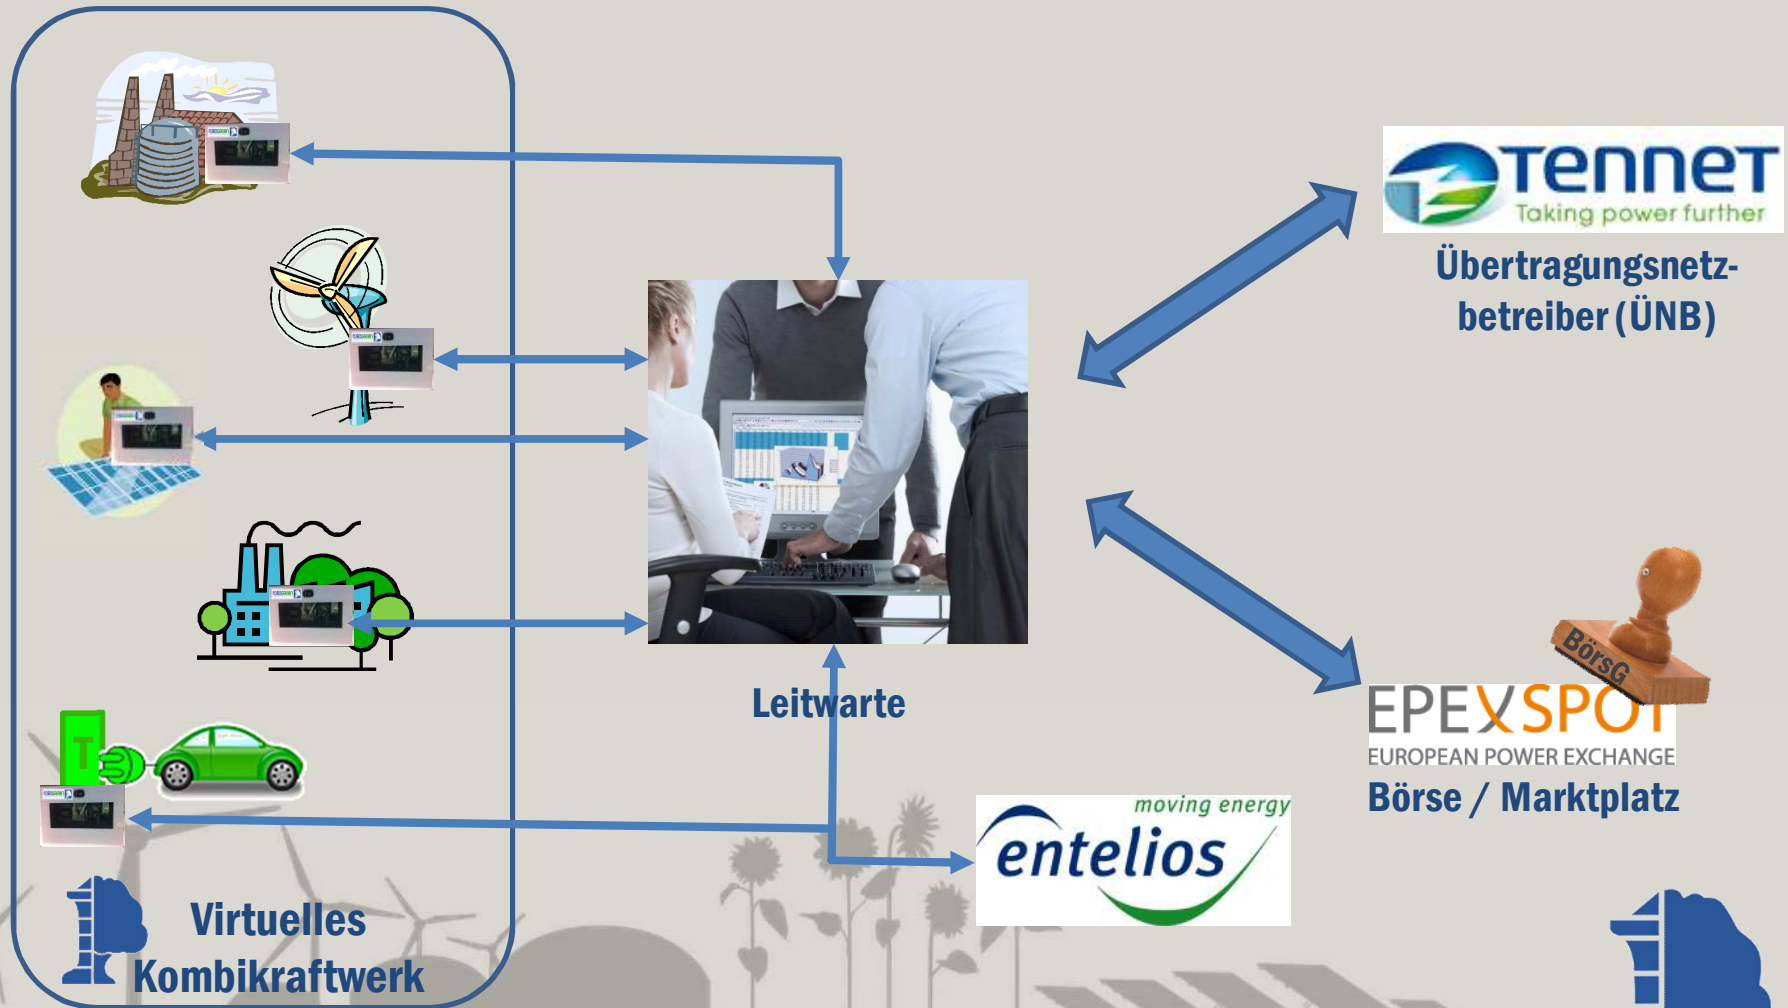 TenneT
Taking power further
Übertragungsnetz-
betreiber (ÜNB)
Leitwarte
BörsG
EPEXSPOT
EUROPEAN POWER EXCHANGE
Börse / Marktplatz
T
moving energy
entelios
Virtuelles
Kombikraftwerk